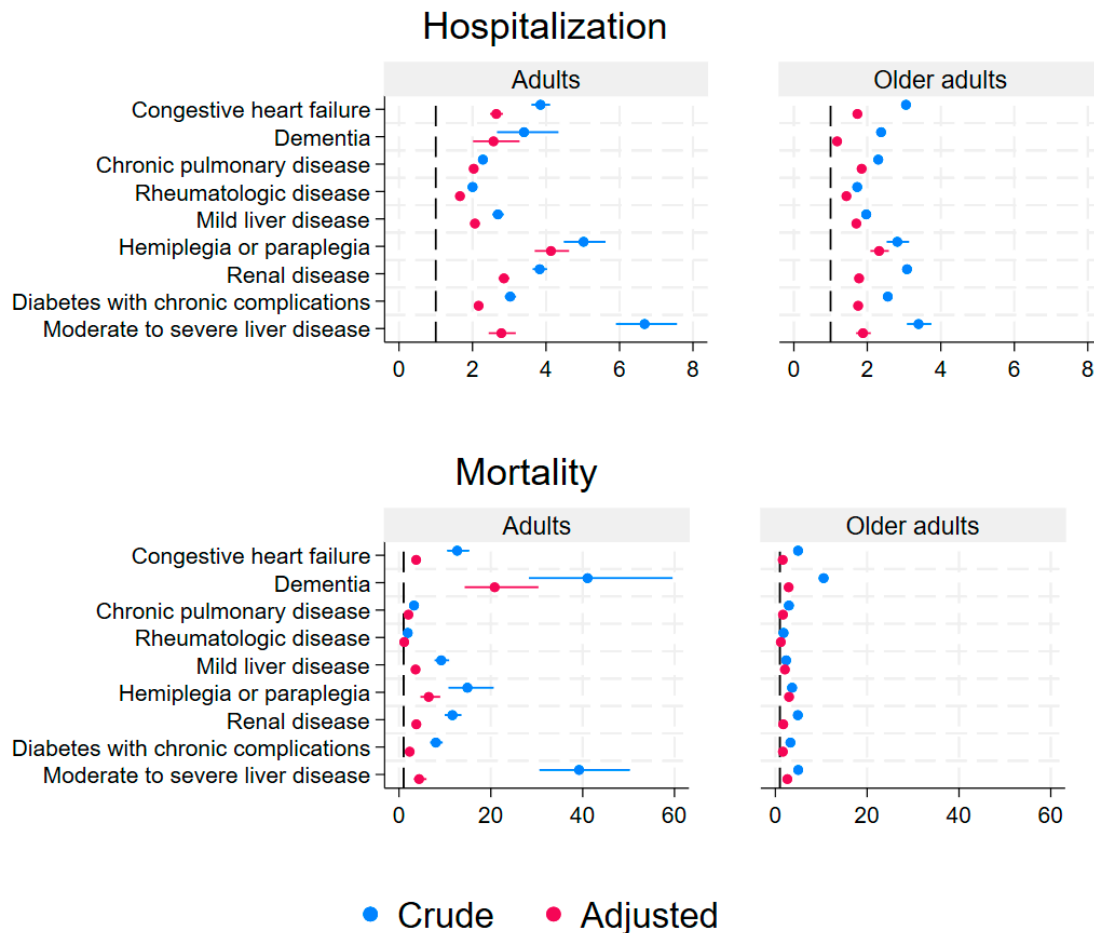 Hospitalization
Adults
Older adults
Congestive heart failure
Dementia
Chronic pulmonary disease
Rheumatologic disease
Mild liver disease
Hemiplegia or paraplegia
Renal disease
Diabetes with chronic complications
Moderate to severe liver disease
0 2 4 6 8
0 2 4 6 8
Mortality
Adults
Older adults
Congestive heart failure
Dementia
Chronic pulmonary disease
Rheumatologic disease
Mild liver disease
Hemiplegia or paraplegia
Renal disease
Diabetes with chronic complications
Moderate to severe liver disease
0 20 40 60
0 20 40 60
Crude Adjusted